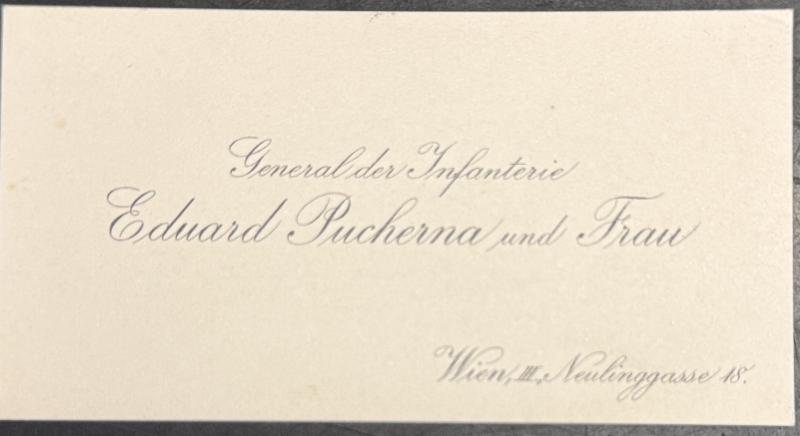 General der Infanterie
Eduard Pucherna und Frau
Wien, III., Neulinggasse 18.